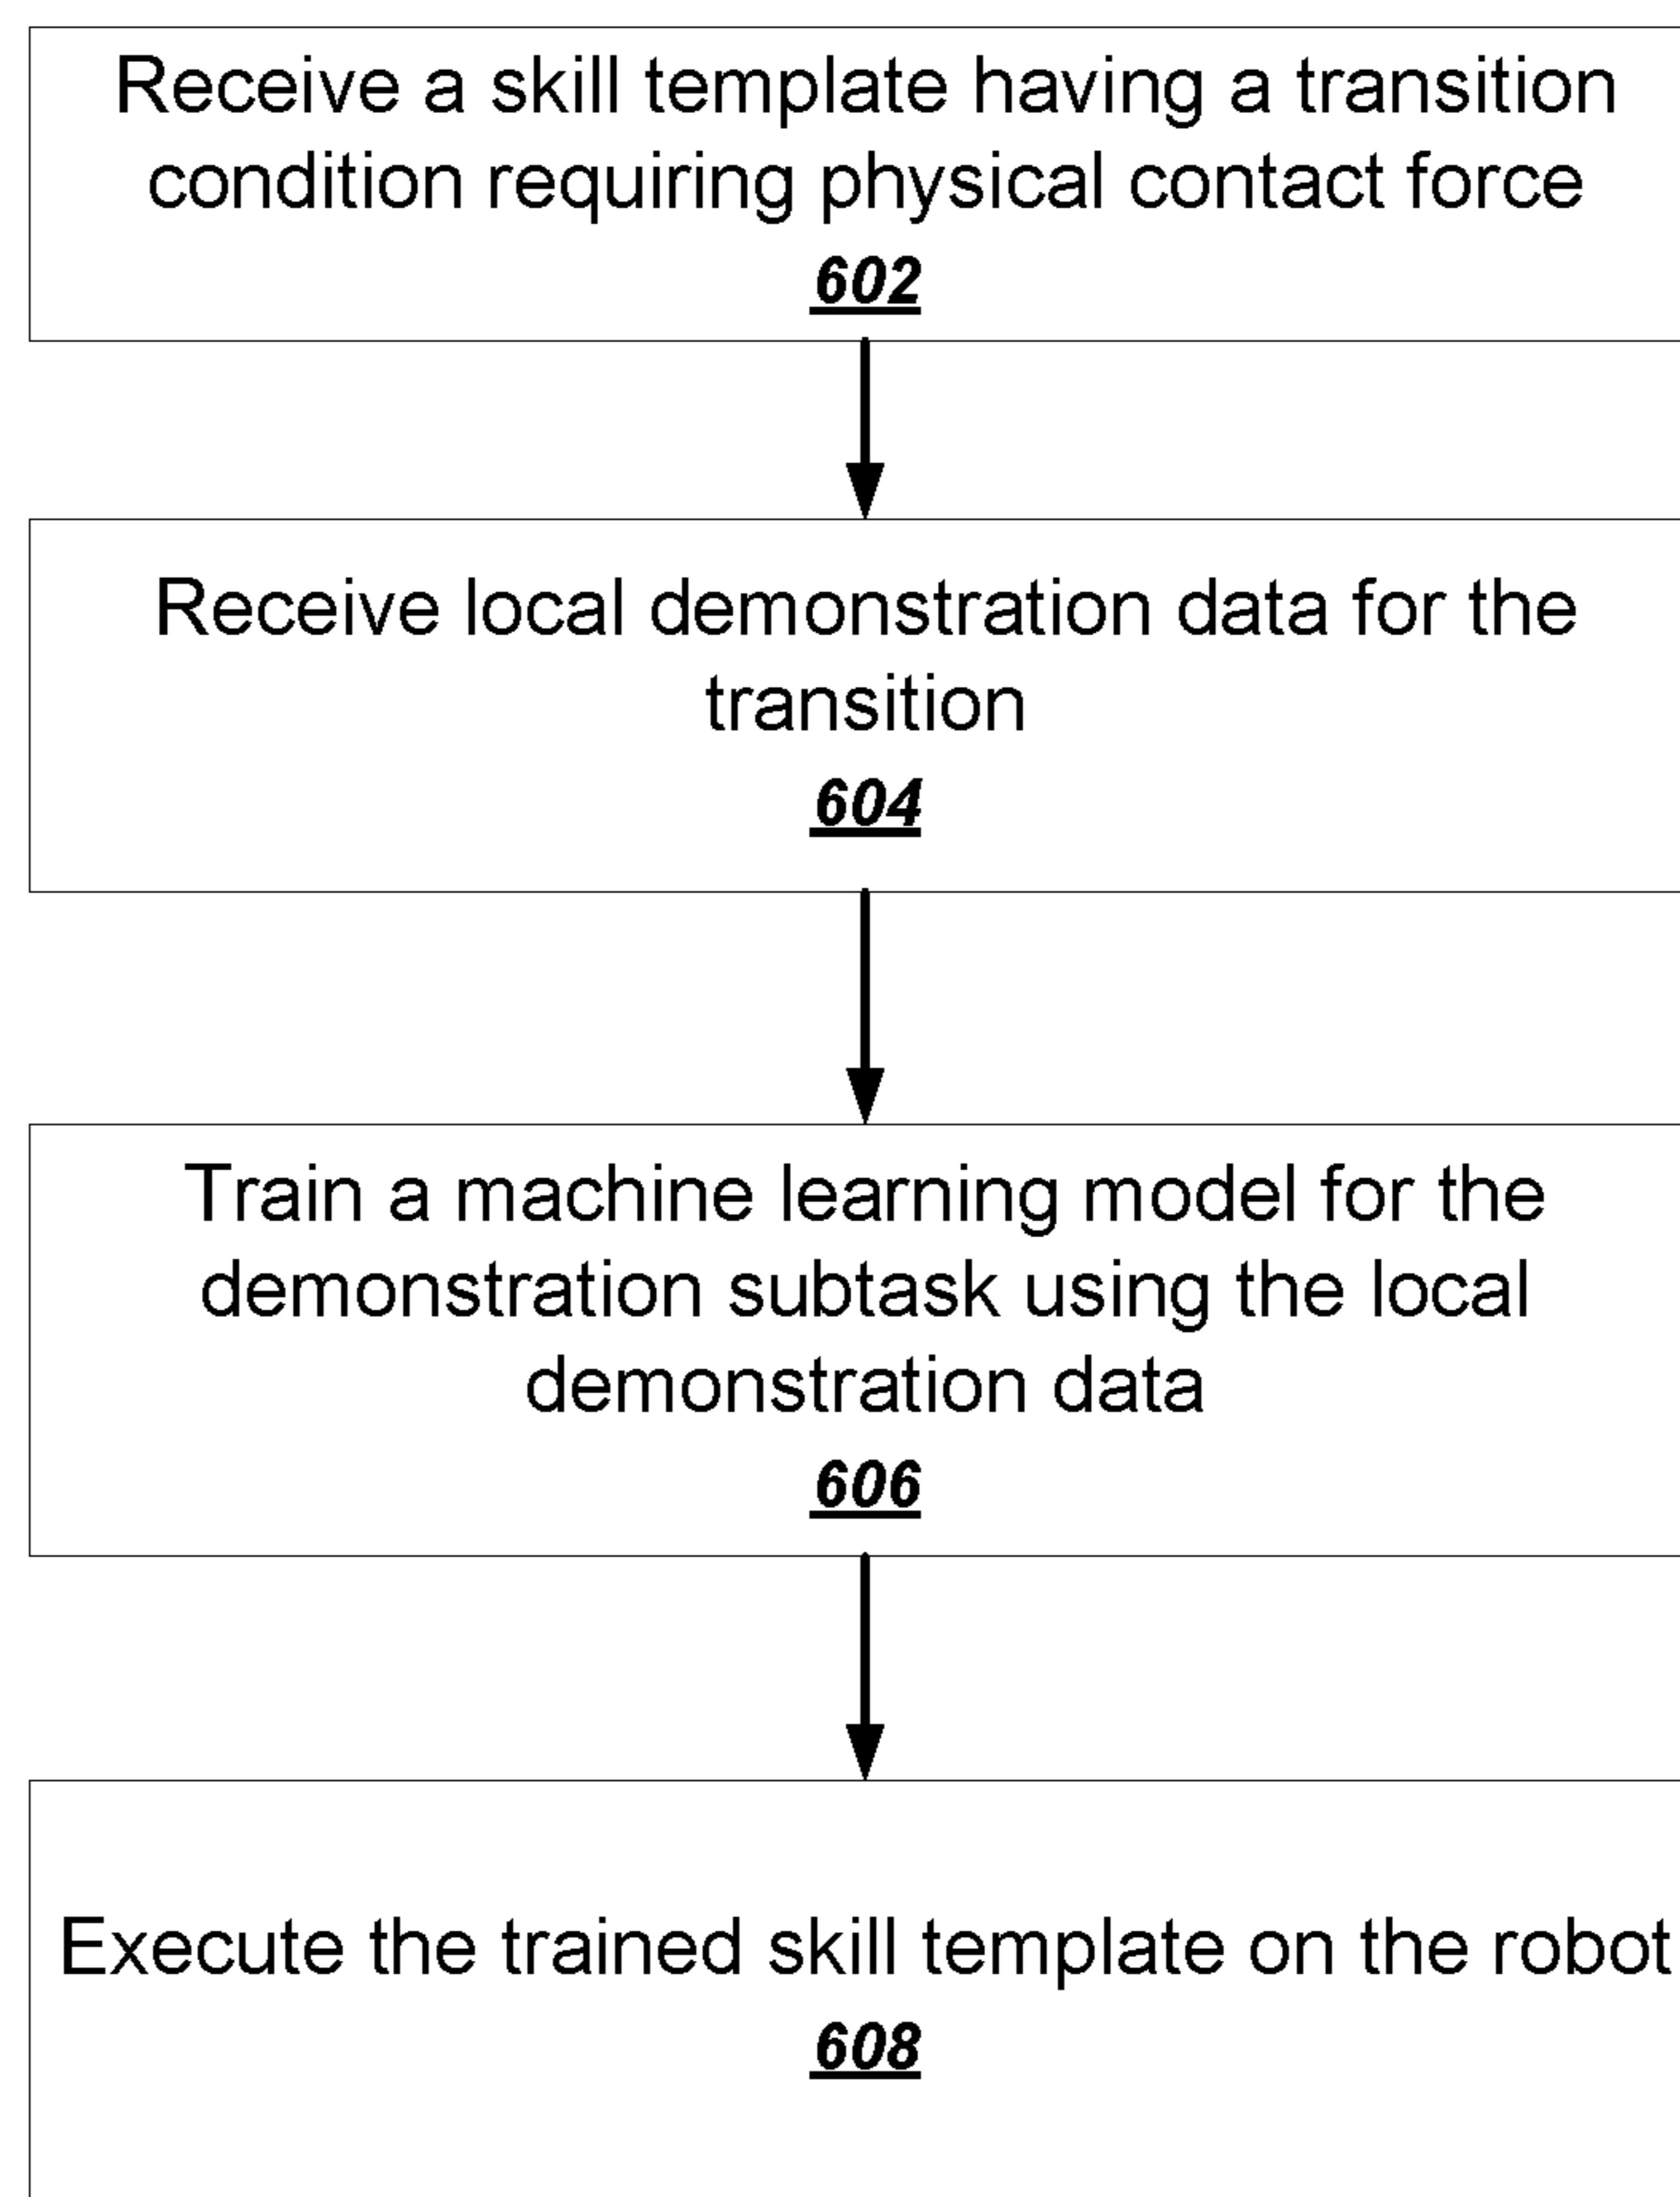 Receive a skill template having a transition
condition requiring physical contact force
602
Receive local demonstration data for the
transition
604
Train a machine learning model for the
demonstration subtask using the local
demonstration data
606
Execute the trained skill template on the robot
608